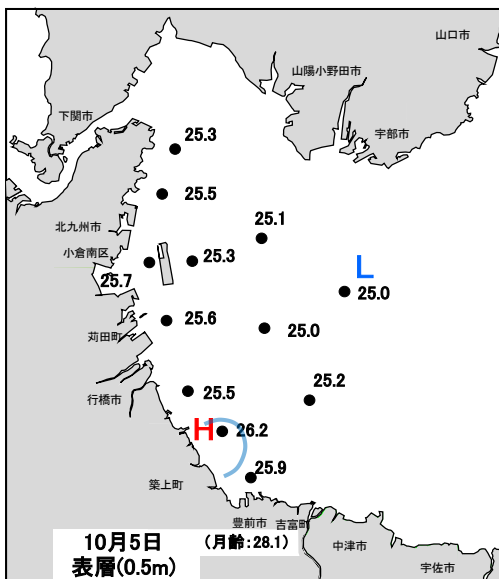 山口市
山陽小野田市
下関市
宇部市
25.3
25.5
北九州市
25.1
小倉南区
25.3
25.7
L
25.0
25.6
25.0
苅田町
25.5
25.2
行橋市
H
26.2
25.9
築上町
豊前市
吉富町
10月5日
(月齢:28.1)
中津市
表層(0.5m)
宇佐市